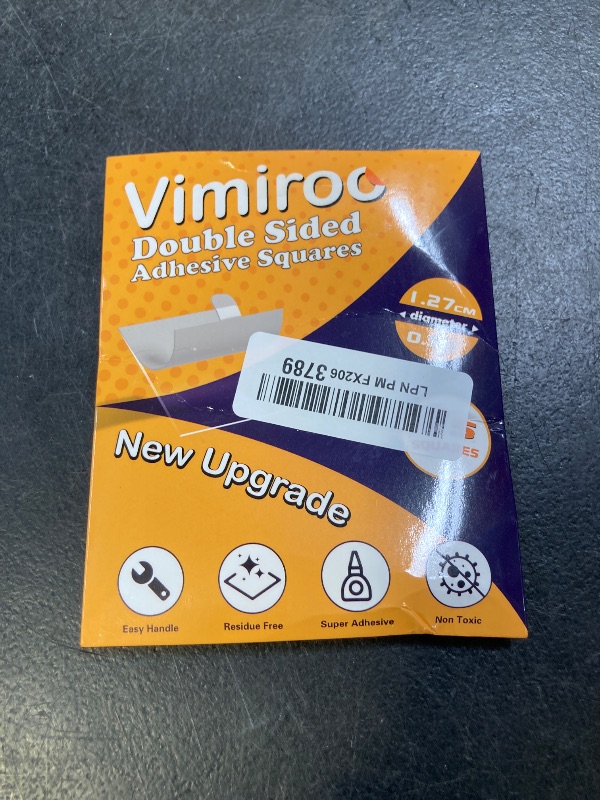 Vimiroo
Double Sided
Adhesive Squares
1.27CM
diameter
LPN PM FX206 3789
New Upgrade
Easy Handle
Residue Free
Super Adhesive
Non Toxic